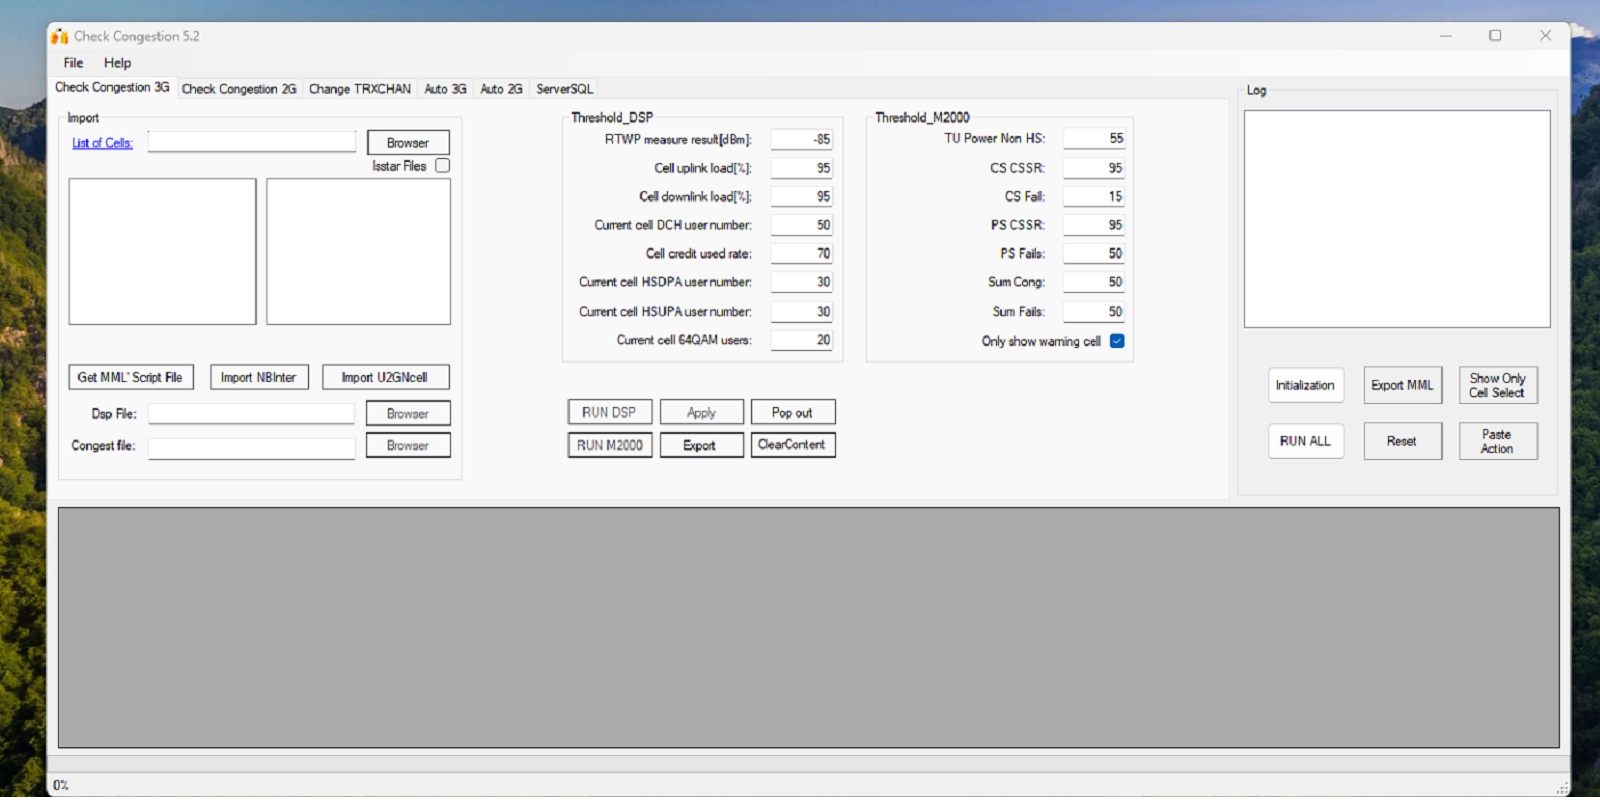 Check Congestion 5.2
File Help
Check Congestion 3G Check Congestion 2G Change TRXCHAN Auto 3G Auto 2G ServerSQL
Import
List of Cells: Browser
Isstar Files
Get MML' Script File Import NBInter Import U2GNcell
Dsp File: Browser
Congest file: Browser
Threshold_DSP
RTWP measure result[dBm]: -85
Cell uplink load[%]: 95
Cell downlink load[%]: 95
Current cell DCH user number: 50
Cell credit used rate: 70
Current cell HSDPA user number: 30
Current cell HSUPA user number: 30
Current cell 64QAM users: 20
RUN DSP Apply Pop out
RUN M2000 Export ClearContent
Threshold_M2000
TU Power Non HS: 55
CS CSSR: 95
CS Fail: 15
PS CSSR: 95
PS Fails: 50
Sum Cong: 50
Sum Fails: 50
Only show warning cell
Log
Initialization Export MML Show Only
Cell Select
RUN ALL Reset Paste
Action
0%